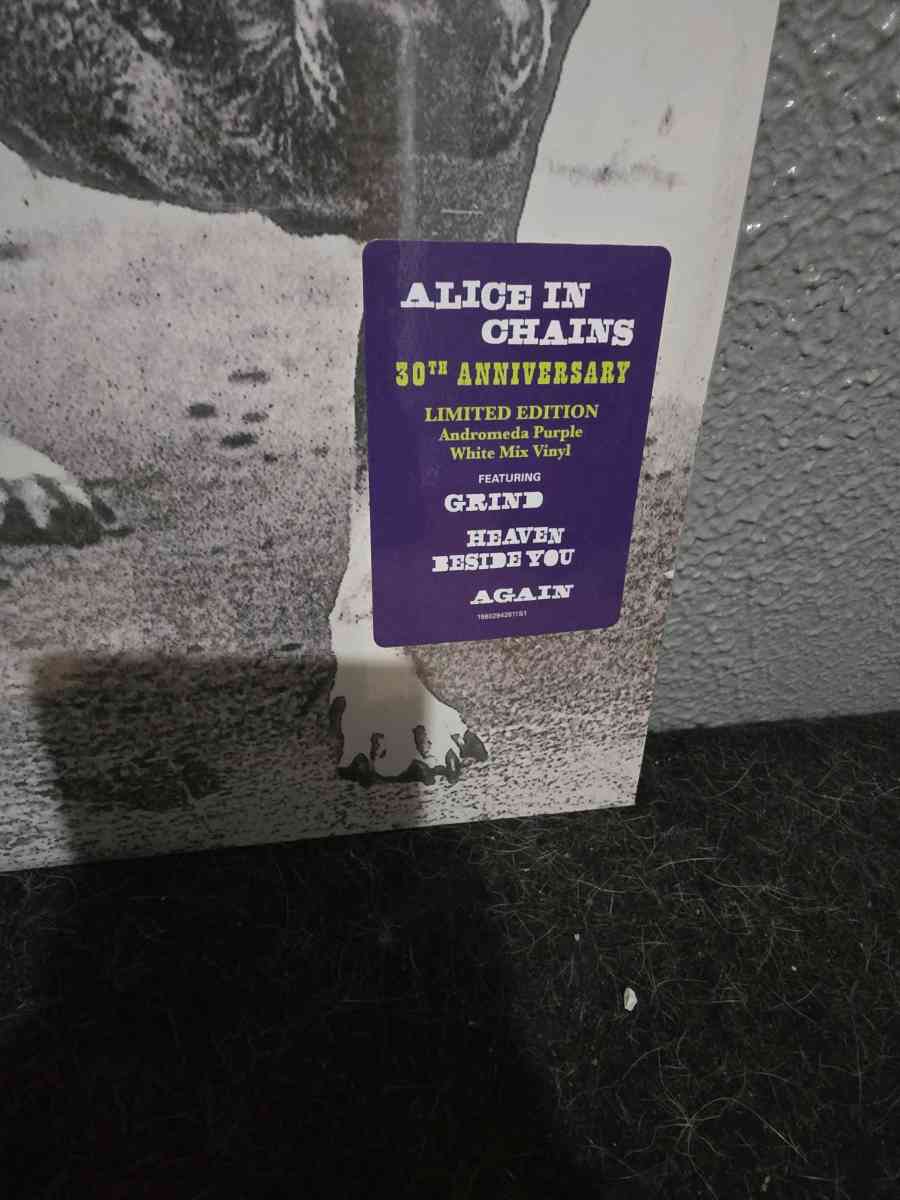 ALICE IN
CHAINS
30TH ANNIVERSARY
LIMITED EDITION
Andromeda Purple
White Mix Vinyl
FEATURING
GRIND
HEAVEN
BESIDE YOU
AGAIN